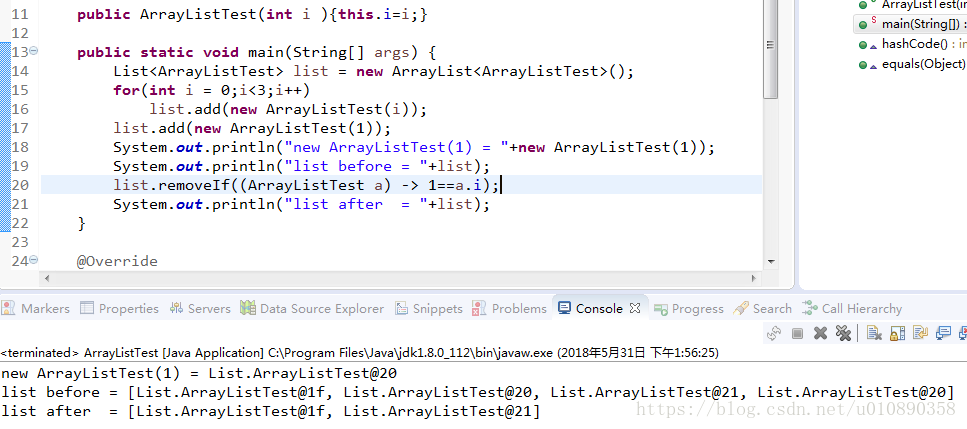 11 public ArrayListTest(int i ){this.i=i;}
12
13 public static void main(String[] args) {
14 List<ArrayListTest> list = new ArrayList<ArrayListTest>();
15 for(int i = 0;i<3;i++)
16 list.add(new ArrayListTest(i));
17 list.add(new ArrayListTest(1));
18 System.out.println("new ArrayListTest(1) = "+new ArrayListTest(1));
19 System.out.println("list before = "+list);
20 list.removeIf((ArrayListTest a) -> 1==a.i);
21 System.out.println("list after  = "+list);
22 }
23
24 @Override
ArrayListTest(in
main(String[]) :
hashCode() : in
equals(Object)
Markers Properties Servers Data Source Explorer Snippets Problems Console Progress Search Call Hierarchy
<terminated> ArrayListTest [Java Application] C:\Program Files\Java\jdk1.8.0_112\bin\javaw.exe (2018年5月31日 下午1:56:25)
new ArrayListTest(1) = List.ArrayListTest@20
list before = [List.ArrayListTest@1f, List.ArrayListTest@20, List.ArrayListTest@21, List.ArrayListTest@20]
list after  = [List.ArrayListTest@1f, List.ArrayListTest@21]
https://blog.csdn.net/u010890358